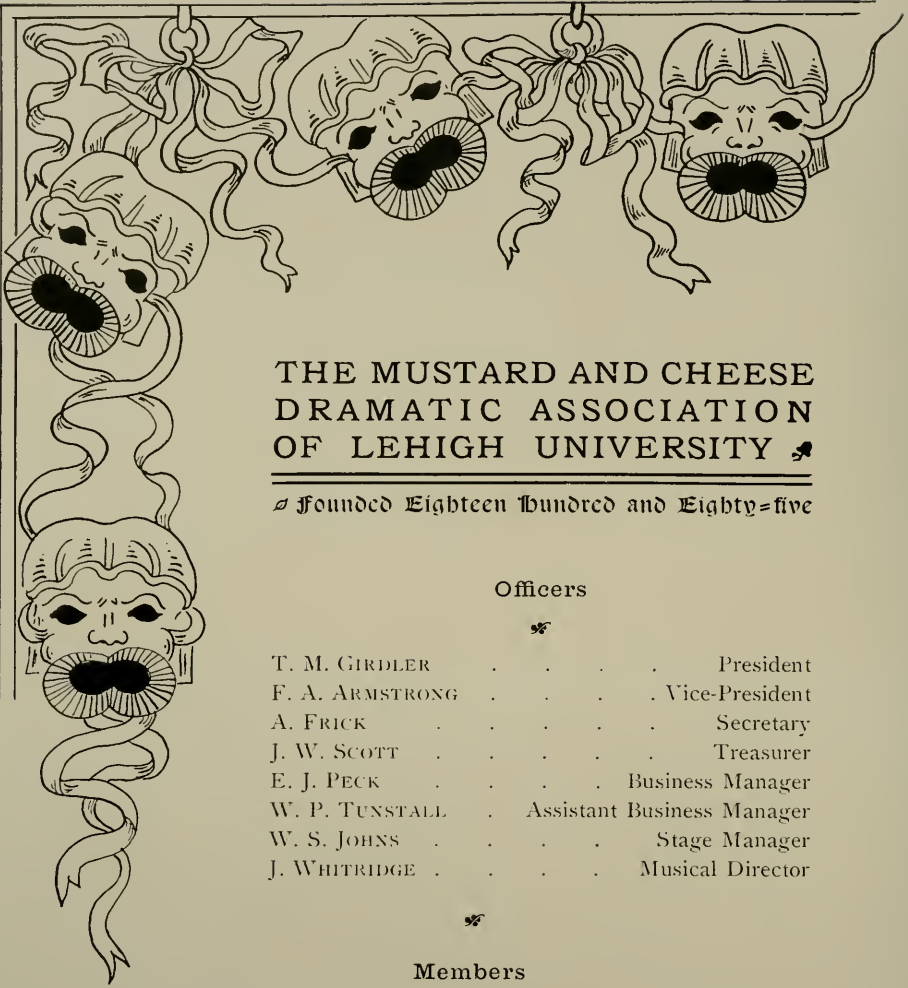 THE MUSTARD AND CHEESE
DRAMATIC ASSOCIATION
OF LEHIGH UNIVERSITY
Founded Eighteen Hundred and Eighty=five
Officers
T. M. GIRDLER . . . . President
F. A. ARMSTRONG . . . . Vice-President
A. FRICK . . . . . Secretary
J. W. SCOTT . . . . . Treasurer
E. J. PECK . . . . Business Manager
W. P. TUNSTALL . Assistant Business Manager
W. S. JOHNS . . . . Stage Manager
J. WHITRIDGE . . . . Musical Director
Members